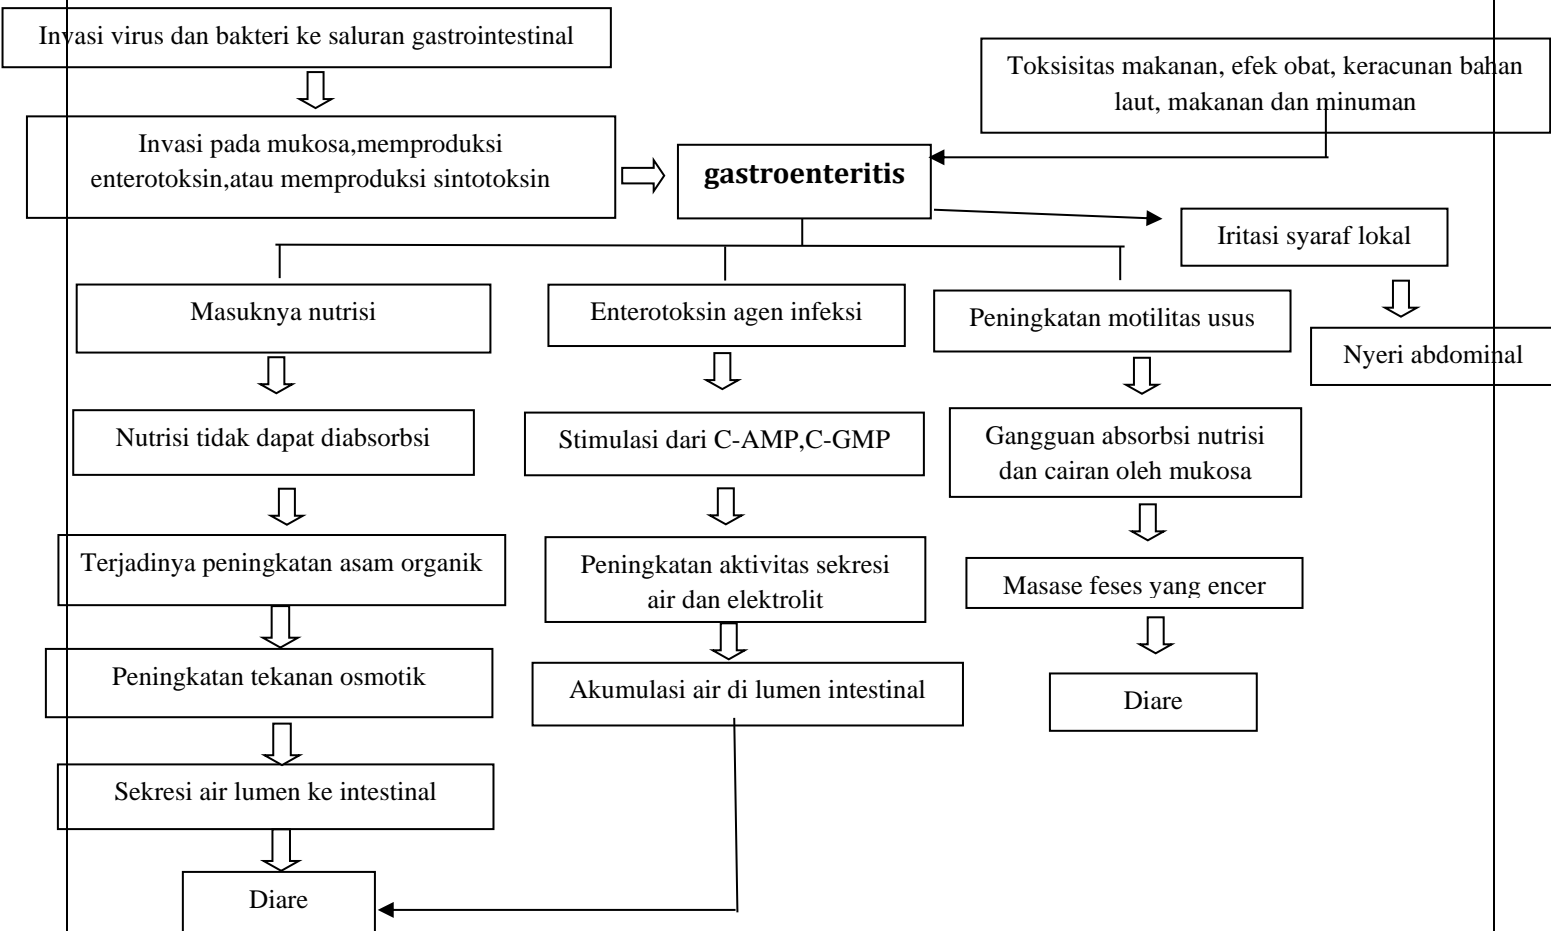 Invasi virus dan bakteri ke saluran gastrointestinal
Toksisitas makanan, efek obat, keracunan bahan
laut, makanan dan minuman
Invasi pada mukosa,memproduksi
enterotoksin,atau memproduksi sintotoksin
gastroenteritis
Iritasi syaraf lokal
Masuknya nutrisi
Enterotoksin agen infeksi
Peningkatan motilitas usus
Nyeri abdominal
Nutrisi tidak dapat diabsorbsi
Stimulasi dari C-AMP,C-GMP
Gangguan absorbsi nutrisi
dan cairan oleh mukosa
Terjadinya peningkatan asam organik
Peningkatan aktivitas sekresi
air dan elektrolit
Masase feses yang encer
Peningkatan tekanan osmotik
Akumulasi air di lumen intestinal
Diare
Sekresi air lumen ke intestinal
Diare